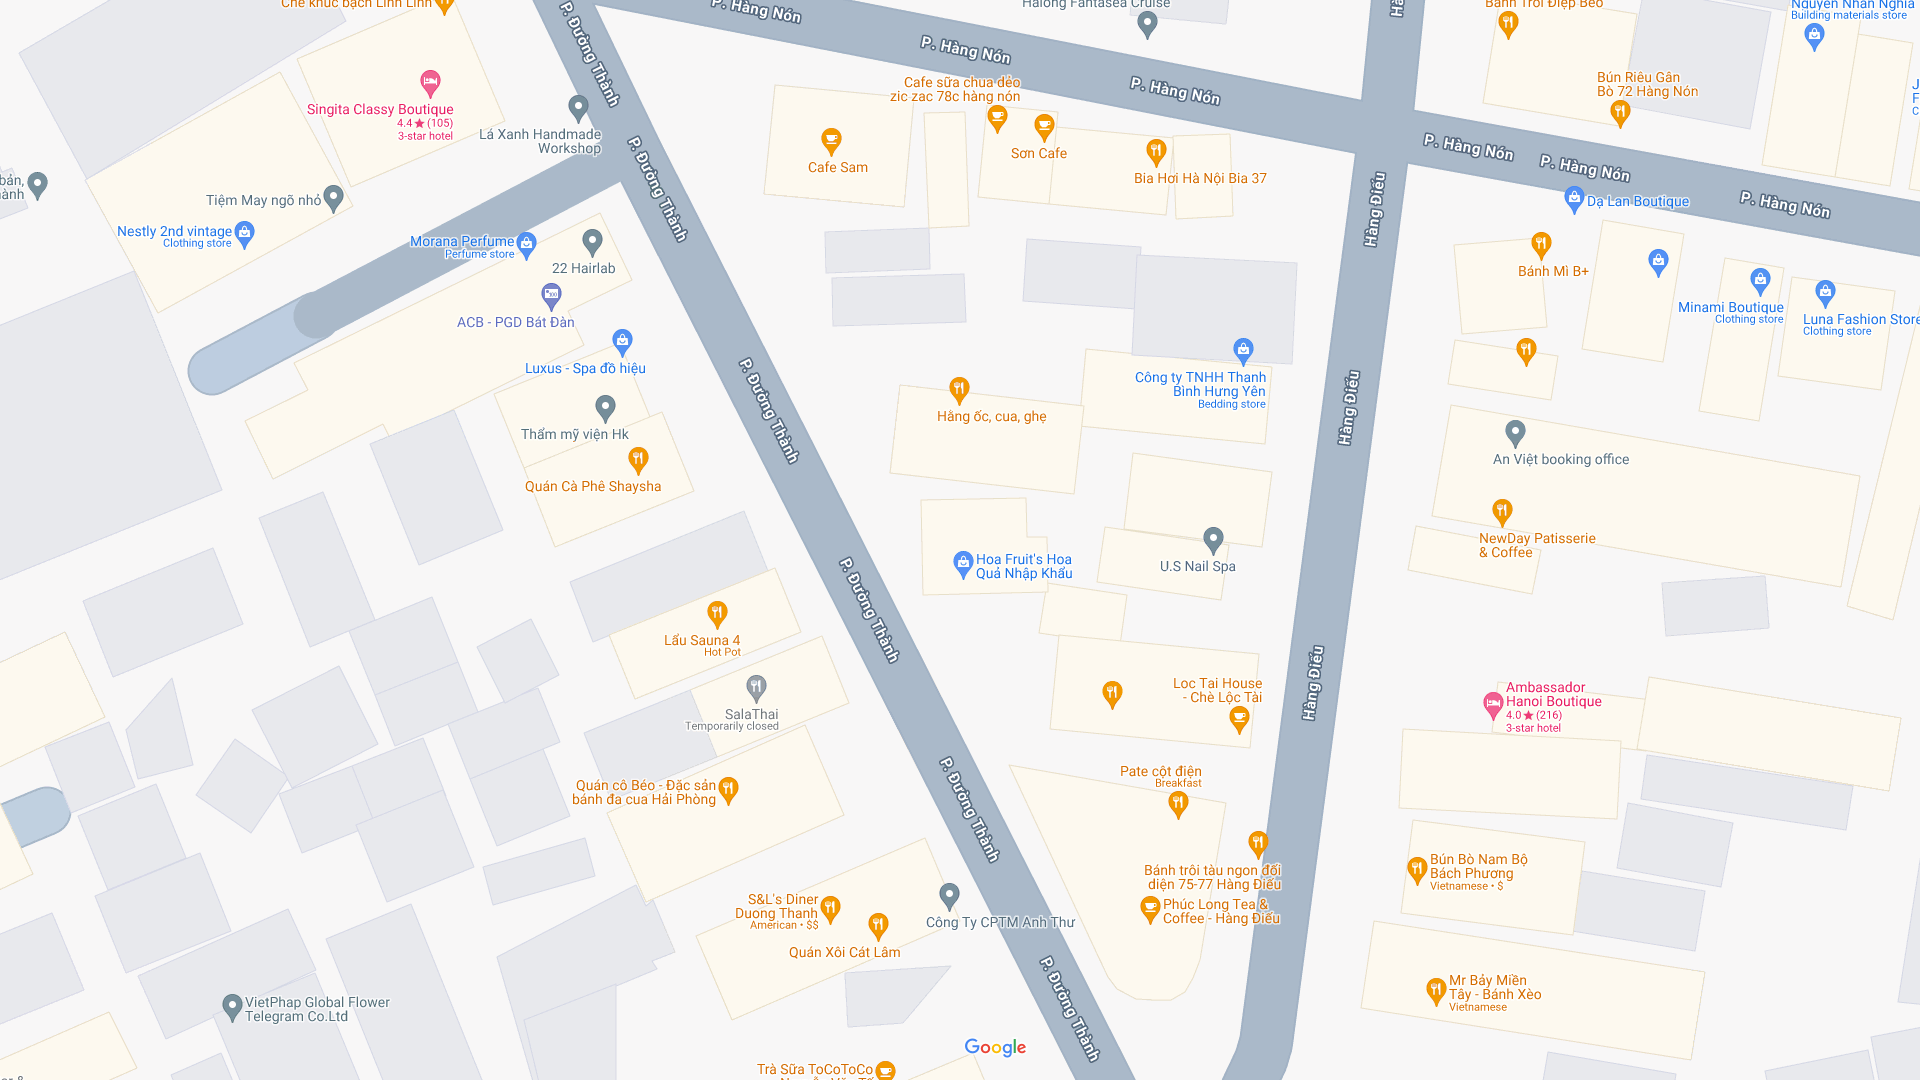 Chè khúc bạch Linh Linh
P. Đường Thành
P. Hàng Nón
P. Hàng Nón
P. Hàng Nón
Halong Fantasea Cruise
Bánh Trôi Điệp Béo
Nguyễn Nhân Nghĩa
Building materials store
Singita Classy Boutique
4.4★(105)
3-star hotel
Lá Xanh Handmade
Workshop
Cafe sữa chua dẻo
zic zac 78c hàng nón
Sơn Cafe
Cafe Sam
Bia Hơi Hà Nội Bia 37
Bún Riêu Gân
Bò 72 Hàng Nón
P. Hàng Nón
P. Hàng Nón
P. Hàng Nón
P. Đường Thành
Hàng Điếu
Tiệm May ngõ nhỏ
Nestly 2nd vintage
Clothing store
Morana Perfume
Perfume store
22 Hairlab
ACB - PGD Bát Đàn
Dạ Lan Boutique
Bánh Mì B+
Minami Boutique
Clothing store
Luna Fashion Store
Clothing store
Luxus - Spa đồ hiệu
P. Đường Thành
Công ty TNHH Thanh
Bình Hưng Yên
Bedding store
Hàng Điếu
Hằng ốc, cua, ghẹ
Thẩm mỹ viện Hk
Quán Cà Phê Shaysha
An Việt booking office
NewDay Patisserie
& Coffee
Hoa Fruit's Hoa
Quả Nhập Khẩu
U.S Nail Spa
P. Đường Thành
Lẩu Sauna 4
Hot Pot
SalaThai
Temporarily closed
Loc Tai House
- Chè Lộc Tài
Hàng Điếu
Ambassador
Hanoi Boutique
4.0★(216)
3-star hotel
Quán cô Béo - Đặc sản
bánh đa cua Hải Phòng
P. Đường Thành
Pate cột điện
Breakfast
Bánh trôi tàu ngon đối
diện 75-77 Hàng Điếu
Phúc Long Tea &
Coffee - Hàng Điếu
Bún Bò Nam Bộ
Bách Phương
Vietnamese • $
S&L's Diner
Duong Thanh
American • $$
Quán Xôi Cát Lâm
Công Ty CPTM Anh Thư
P. Đường Thành
Mr Bảy Miền
Tây - Bánh Xèo
Vietnamese
VietPhap Global Flower
Telegram Co.Ltd
Google
Trà Sữa ToCoToCo